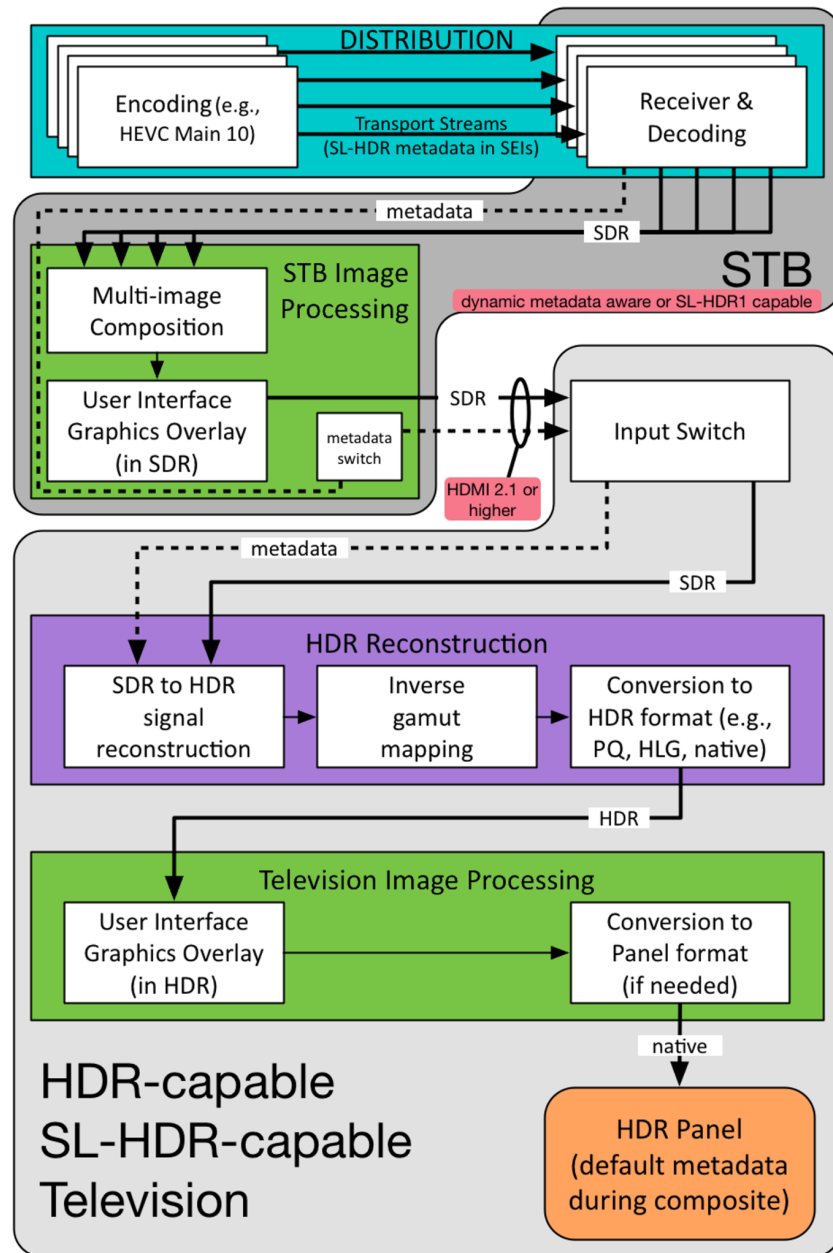 DISTRIBUTION
Encoding (e.g.,
HEVC Main 10)
Transport Streams
(SL-HDR metadata in SEIs)
Receiver &
Decoding
metadata
SDR
STB
dynamic metadata aware or SL-HDR1 capable
STB Image
Processing
Multi-image
Composition
User Interface
Graphics Overlay
(in SDR)
metadata
switch
SDR
HDMI 2.1 or
higher
Input Switch
metadata
SDR
HDR Reconstruction
SDR to HDR
signal
reconstruction
Inverse
gamut
mapping
Conversion to
HDR format (e.g.,
PQ, HLG, native)
HDR
Television Image Processing
User Interface
Graphics Overlay
(in HDR)
Conversion to
Panel format
(if needed)
native
HDR-capable
SL-HDR-capable
Television
HDR Panel
(default metadata
during composite)